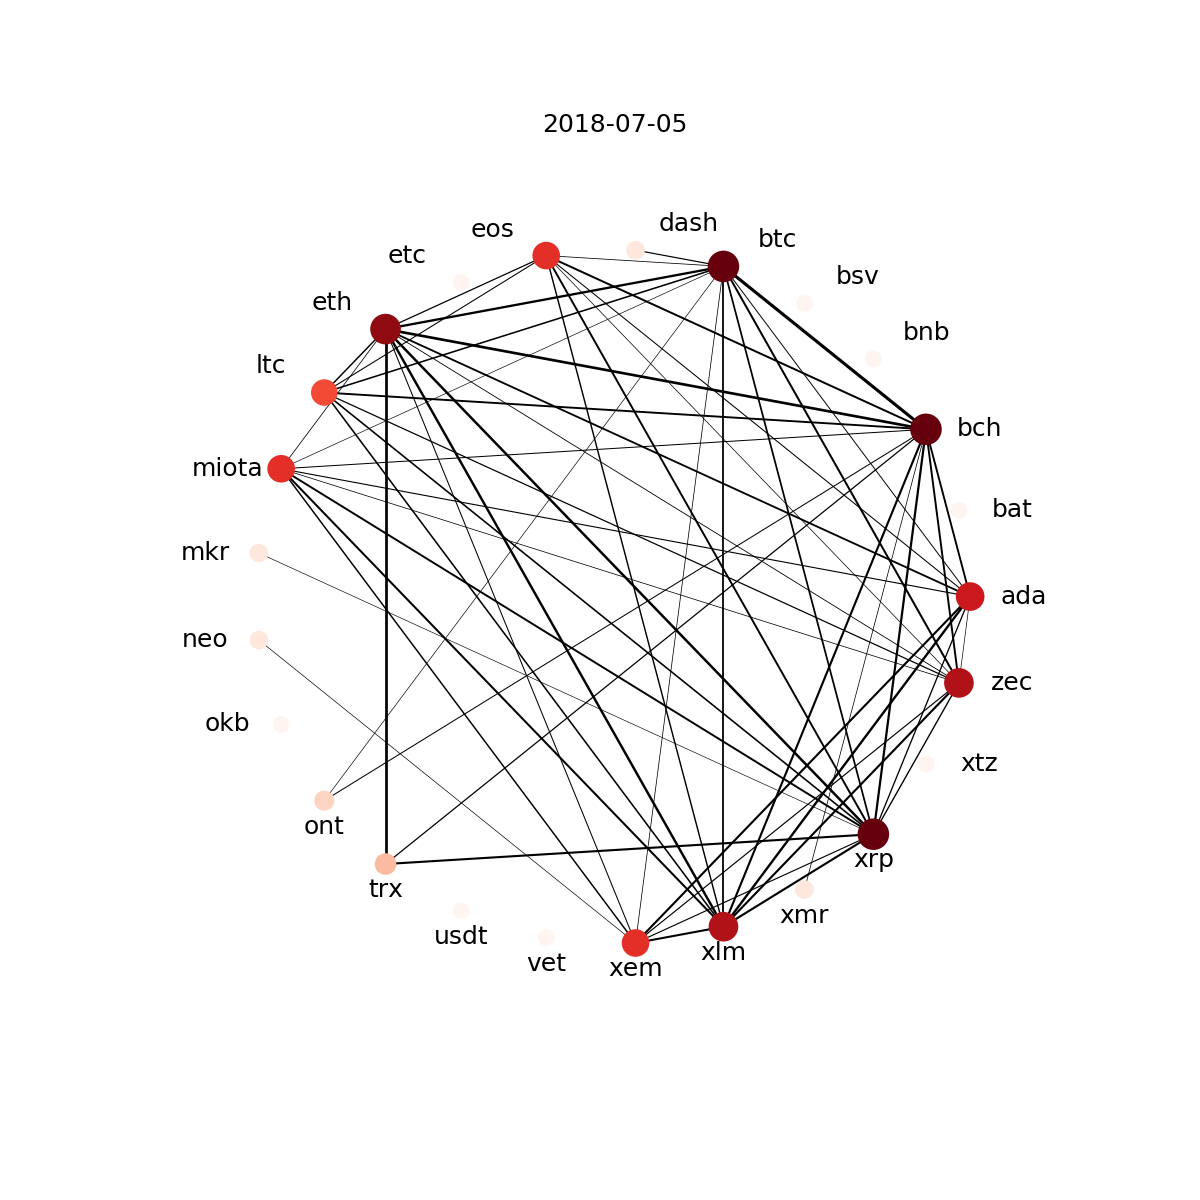 2018-07-05
dash
eos
btc
etc
bsv
eth
bnb
ltc
bch
miota
bat
mkr
ada
neo
zec
okb
xtz
ont
xrp
trx
xmr
usdt
xlm
vet
xem